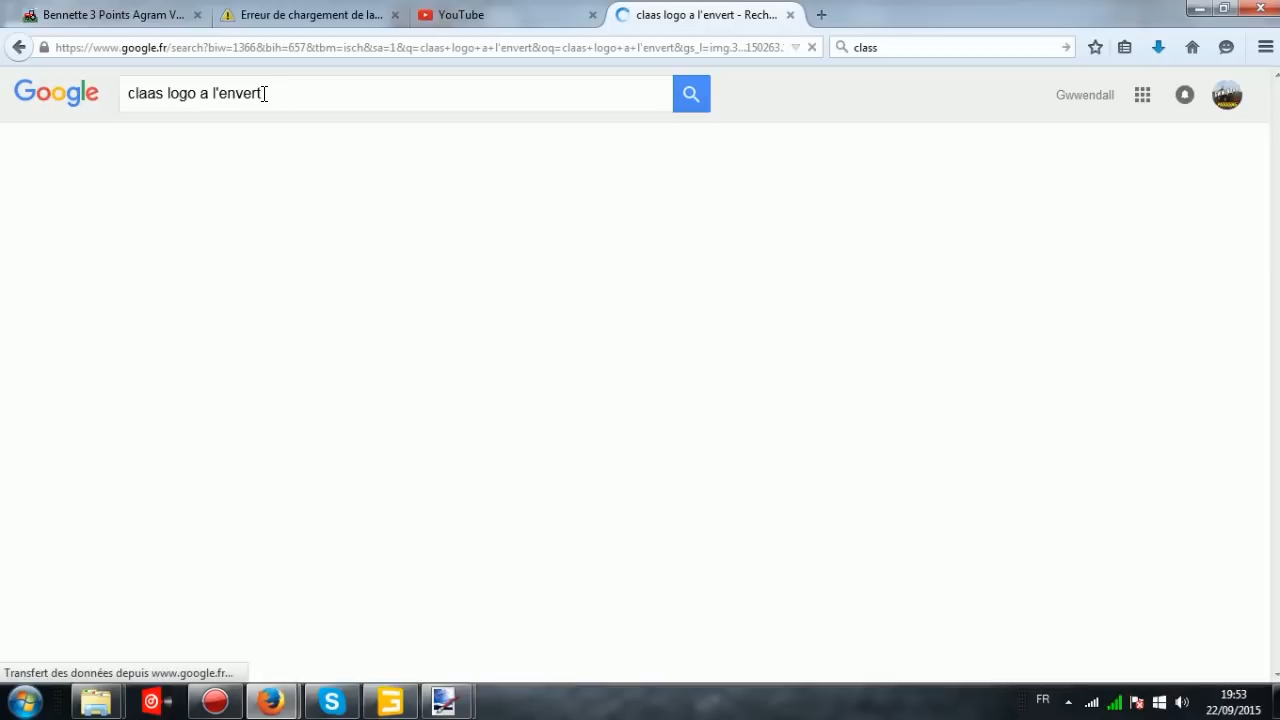 Bennette 3 Points Agram V...
Erreur de chargement de la...
YouTube
claas logo a l'envert - Rech...
https://www.google.fr/search?biw=1366&bih=657&tbm=isch&sa=1&q=claas+logo+a+l'envert&oq=claas+logo+a+l'envert&gs_l=img.3...150263.
class
Google
claas logo a l'envert
Gwwendall
Transfert des données depuis www.google.fr...
FR
19:53
22/09/2015